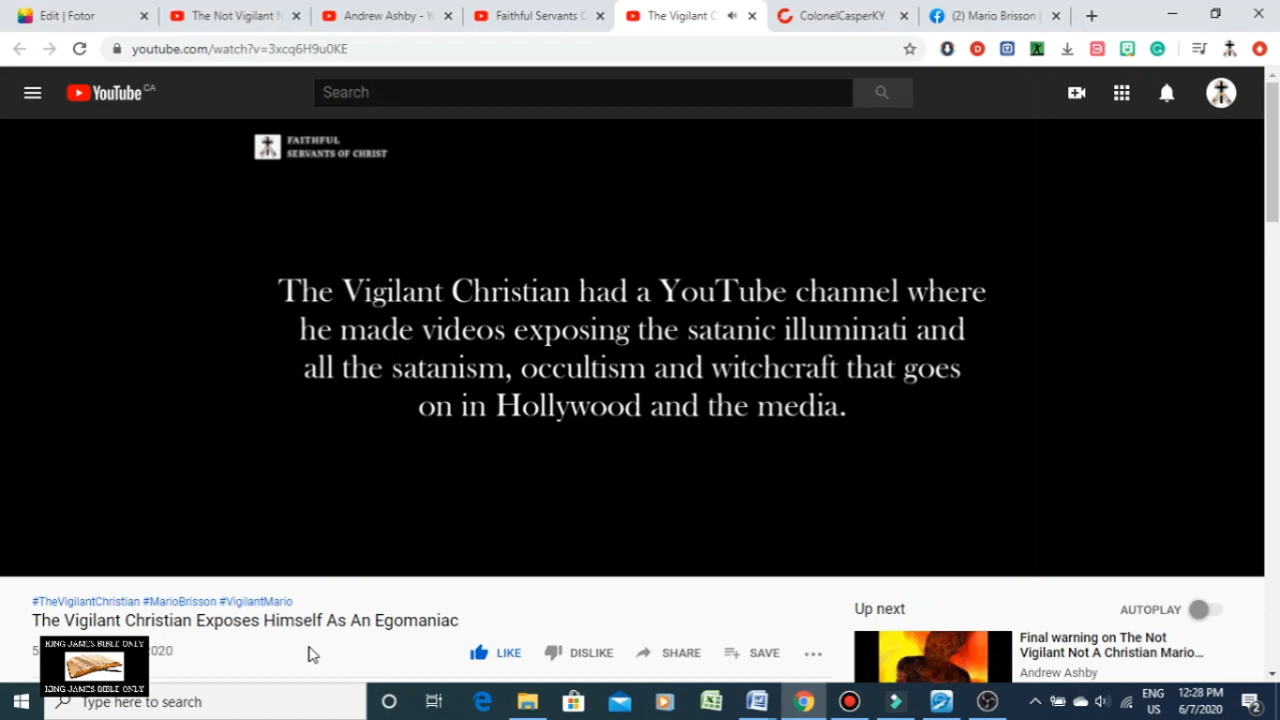 Edit | Fotor
The Not Vigilant N
Andrew Ashby - Y
Faithful Servants C
The Vigilant C
ColonelCasperKY
(2) Mario Brisson |
youtube.com/watch?v=3xcq6H9u0KE
YouTube CA
Search
FAITHFUL
SERVANTS OF CHRIST
The Vigilant Christian had a YouTube channel where
he made videos exposing the satanic illuminati and
all the satanism, occultism and witchcraft that goes
on in Hollywood and the media.
#TheVigilantChristian #MarioBrisson #VigilantMario
The Vigilant Christian Exposes Himself As An Egomaniac
2020
LIKE
DISLIKE
SHARE
SAVE
Up next
AUTOPLAY
Final warning on The Not
Vigilant Not A Christian Mario...
Andrew Ashby
KING JAMES BIBLE ONLY
KING JAMES BIBLE ONLY
Type here to search
ENG
US
12:28 PM
6/7/2020
2